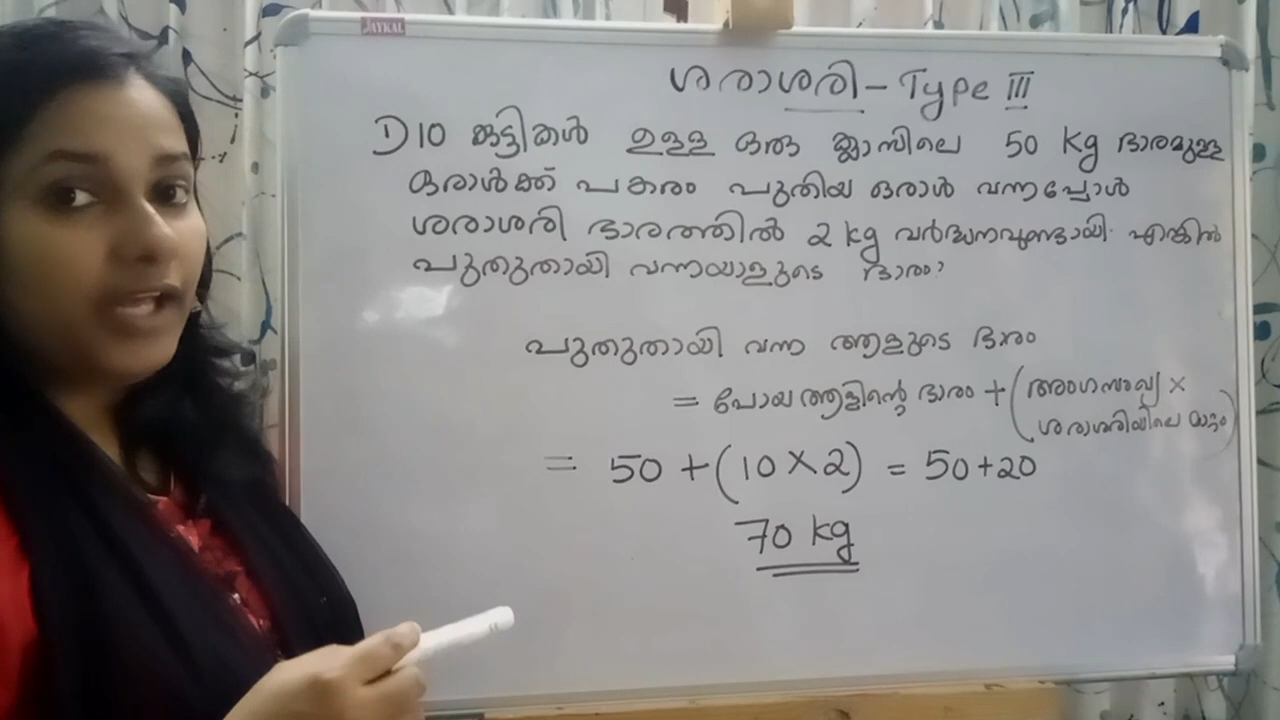 JAYKAL
ശരാശരി – Type III
1) 10 കുട്ടികൾ ഉള്ള ഒരു ക്ലാസിലെ 50 Kg ഭാരമുള്ള
ഒരാൾക്ക് പകരം പുതിയ ഒരാൾ വന്നപ്പോൾ
ശരാശരി ഭാരത്തിൽ 2 kg വർദ്ധനവുണ്ടായി. എങ്കിൽ
പുതുതായി വന്നയാളുടെ ഭാരം?
പുതുതായി വന്ന ആളുടെ ഭാരം
= പോയ ആളിന്റെ ഭാരം + (അംഗസംഖ്യ ×
ശരാശരിയിലെ മാറ്റം)
= 50 + (10 × 2) = 50 + 20
70 kg